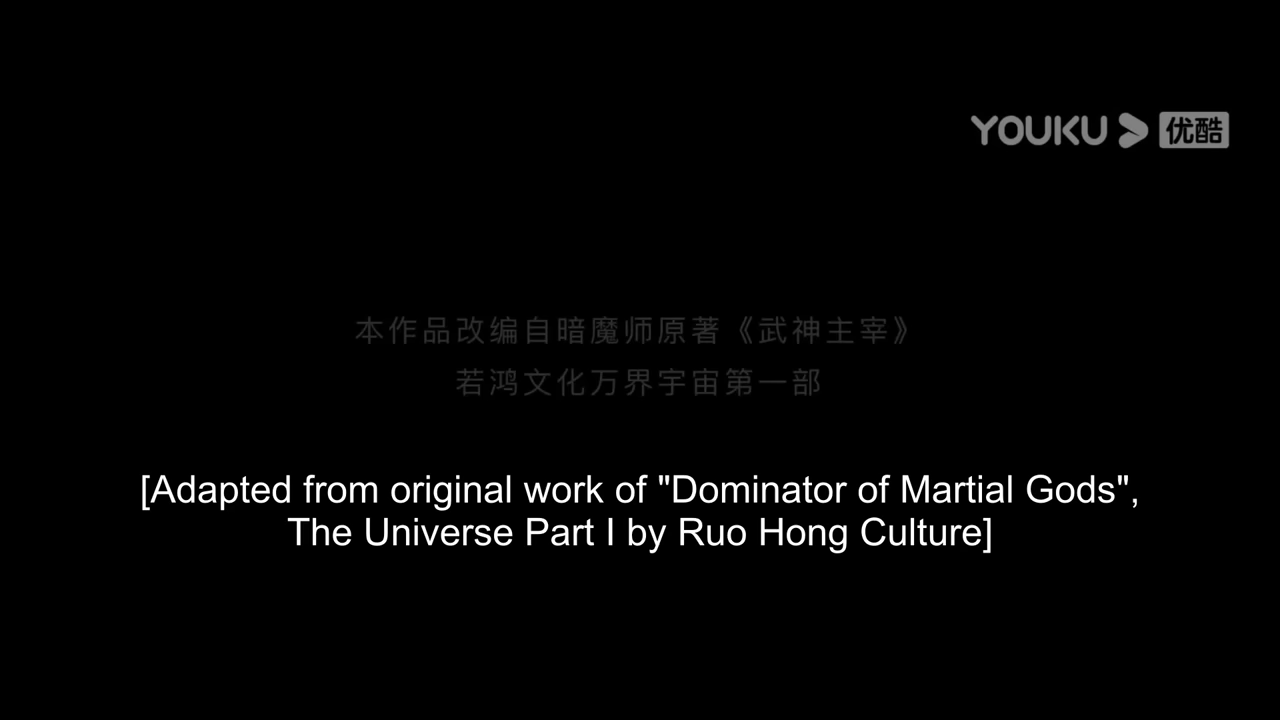 YOUKU 优酷
本作品改编自暗魔师原著《武神主宰》
若鸿文化万界宇宙第一部
[Adapted from original work of "Dominator of Martial Gods",
The Universe Part I by Ruo Hong Culture]